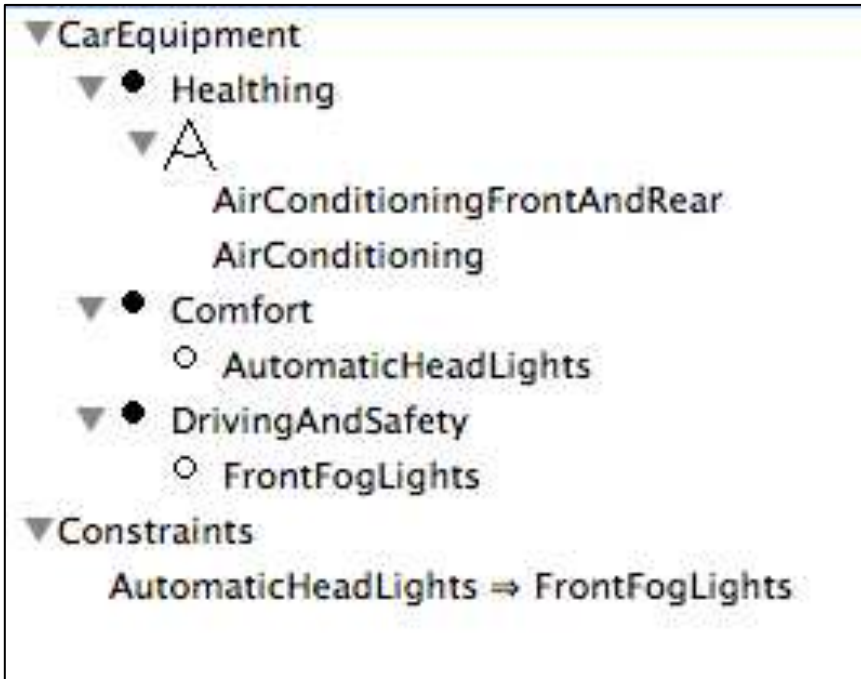 CarEquipment
Healthing
AirConditioningFrontAndRear
AirConditioning
Comfort
AutomaticHeadLights
DrivingAndSafety
FrontFogLights
Constraints
AutomaticHeadLights ⇒ FrontFogLights